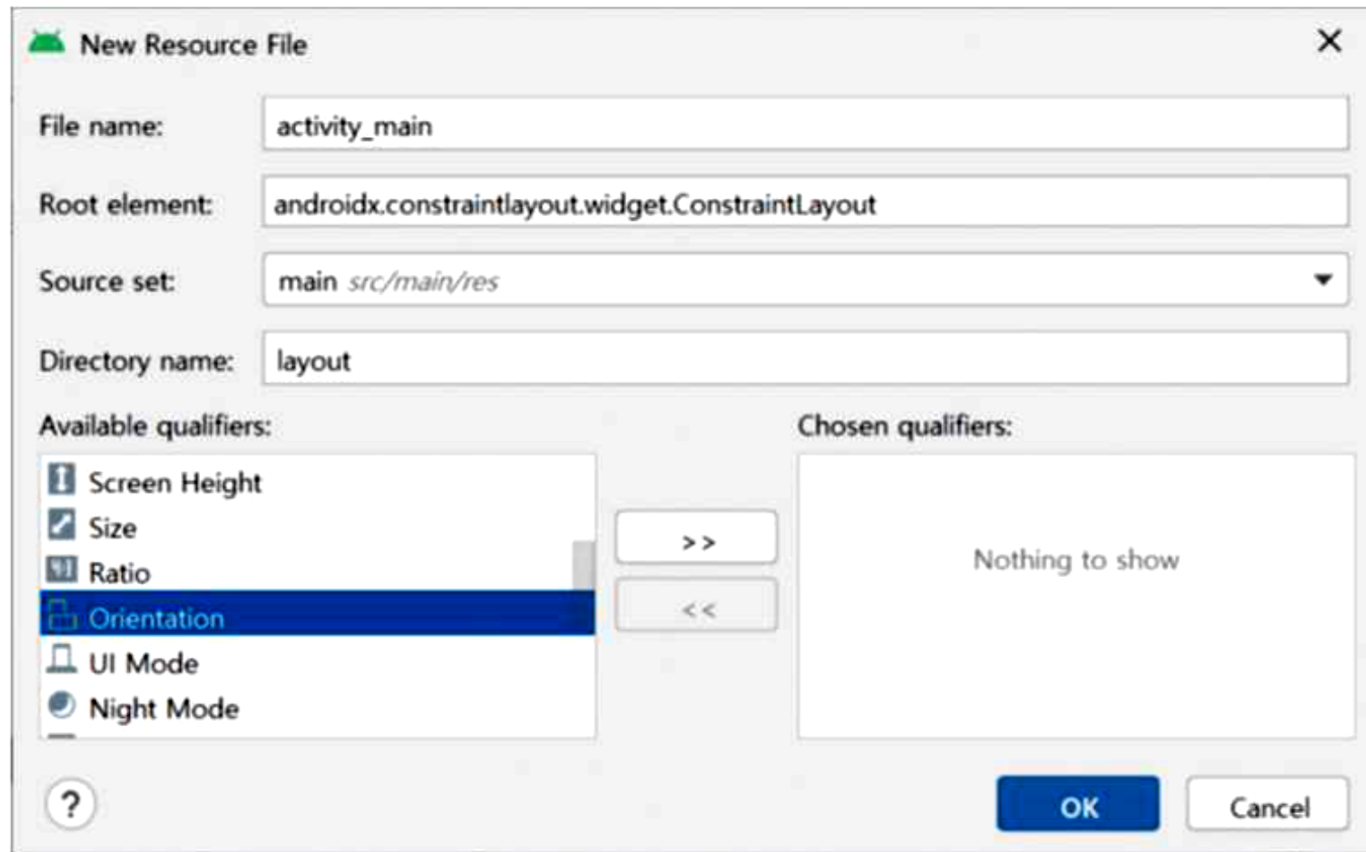 New Resource File
File name: activity_main
Root element: androidx.constraintlayout.widget.ConstraintLayout
Source set: main src/main/res
Directory name: layout
Available qualifiers: Chosen qualifiers:
Screen Height
Size
Ratio
Orientation
UI Mode
Night Mode
>>
<<
Nothing to show
?
OK Cancel